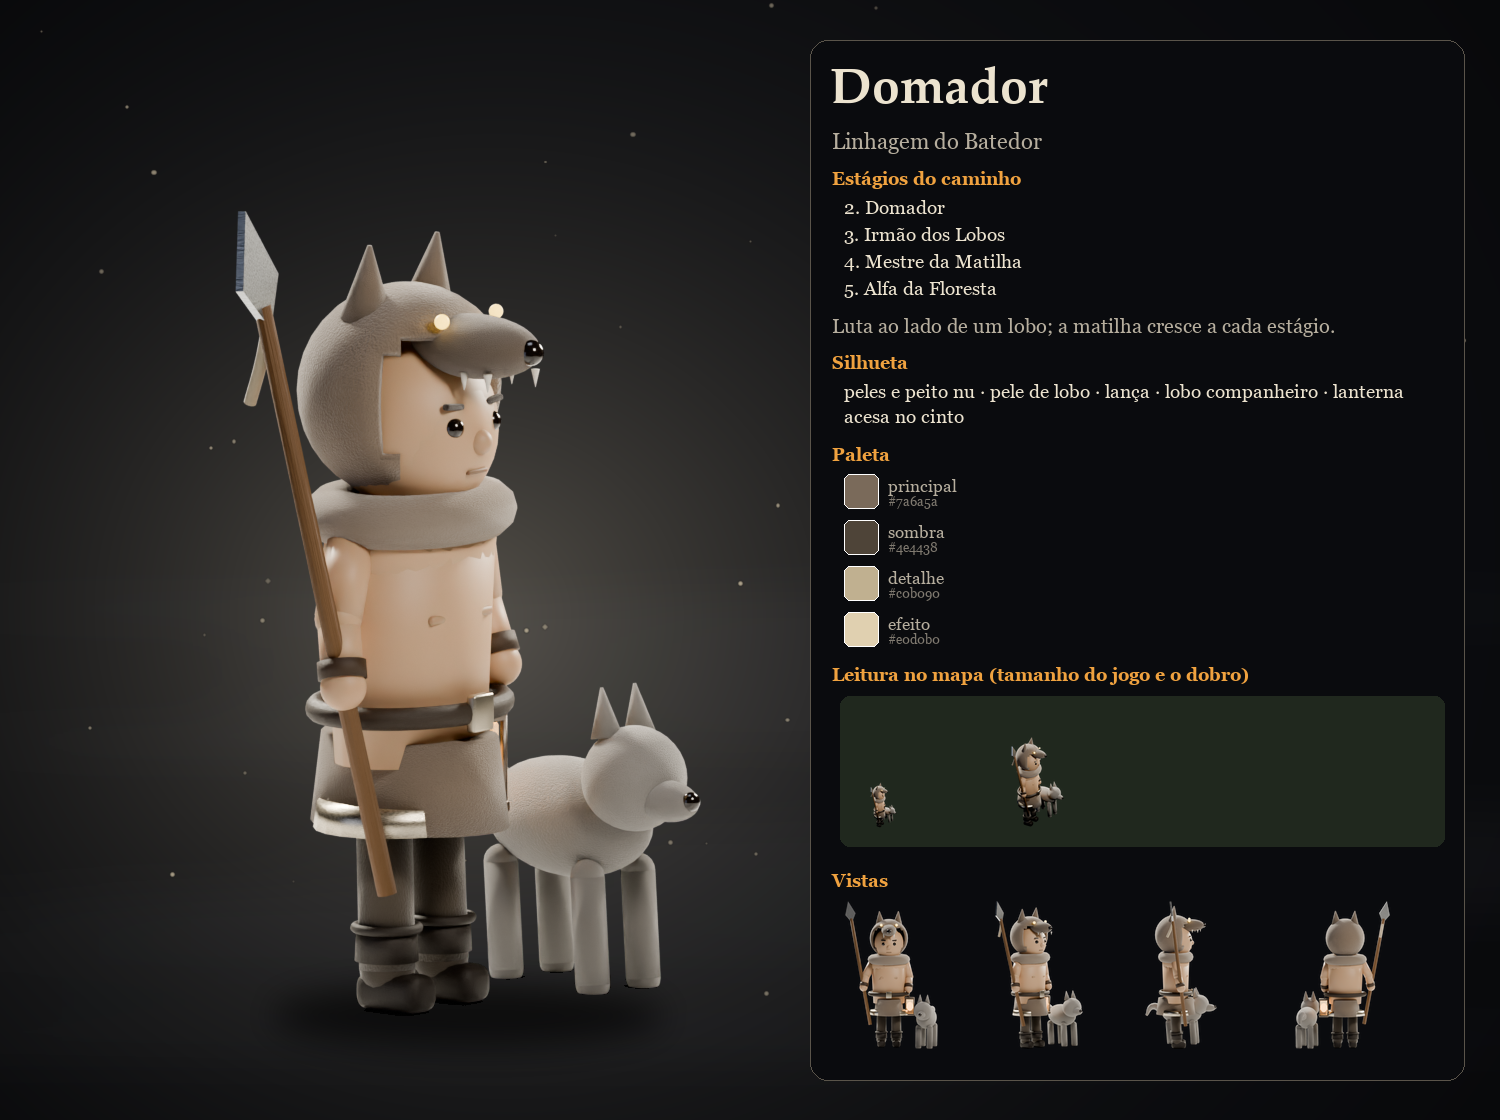 Domador
Linhagem do Batedor
Estágios do caminho
2. Domador
3. Irmão dos Lobos
4. Mestre da Matilha
5. Alfa da Floresta
Luta ao lado de um lobo; a matilha cresce a cada estágio.
Silhueta
peles e peito nu · pele de lobo · lança · lobo companheiro · lanterna
acesa no cinto
Paleta
principal
#7a6a5a
sombra
#4e4438
detalhe
#c0b090
efeito
#e0d0b0
Leitura no mapa (tamanho do jogo e o dobro)
Vistas